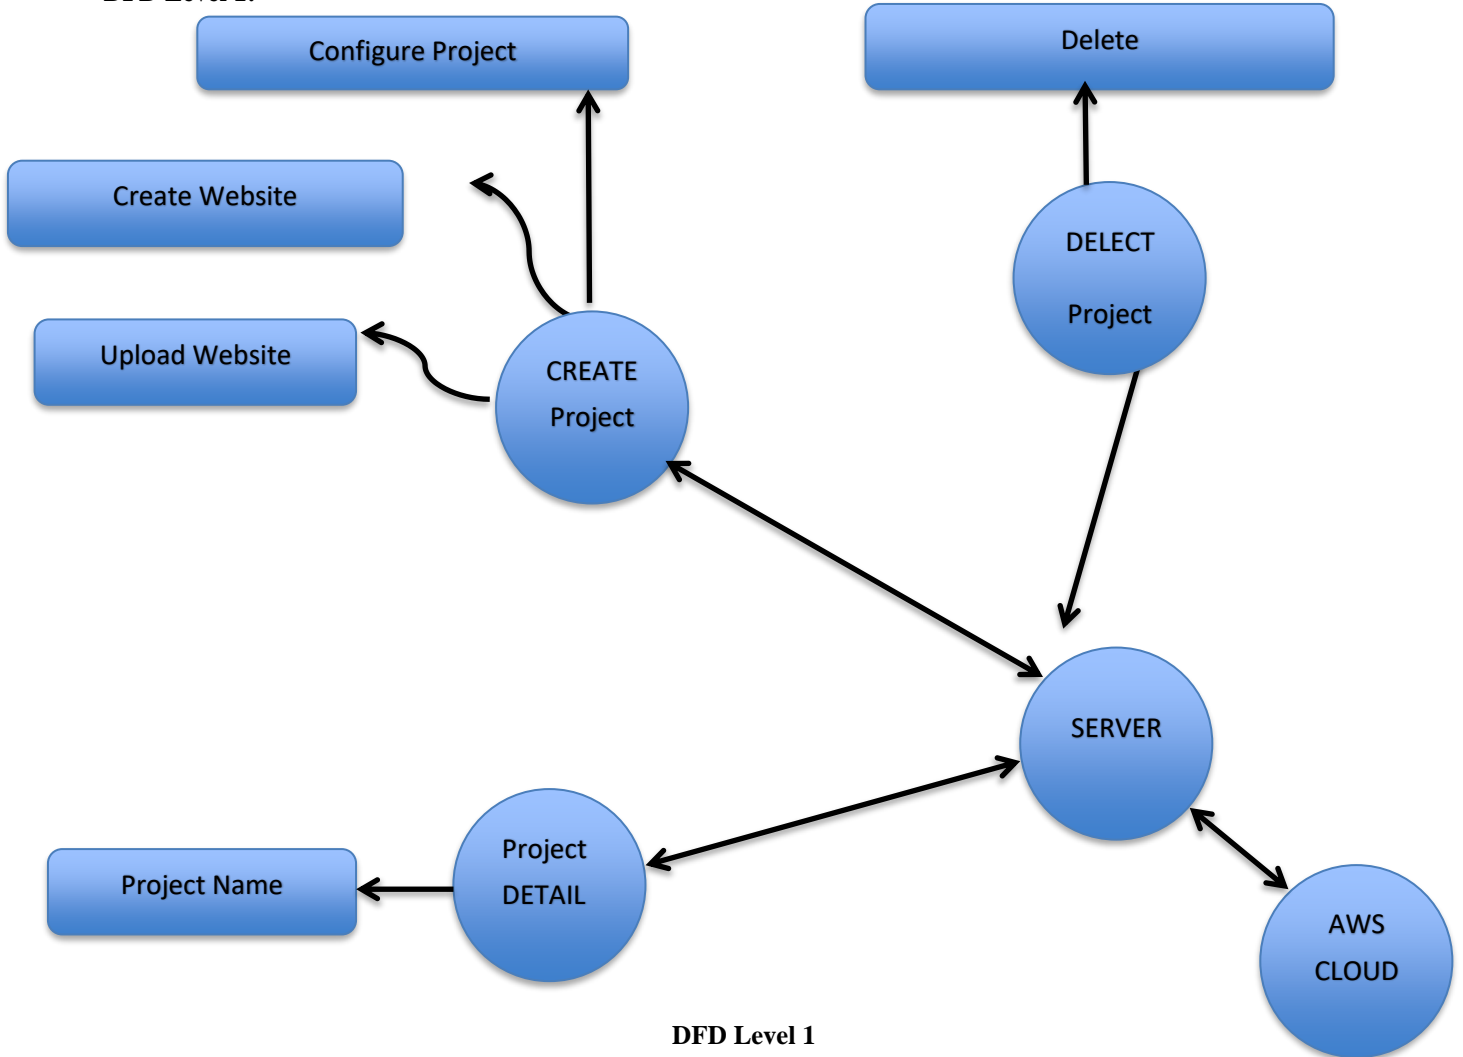 Configure Project
Delete
Create Website
DELECT
Project
Upload Website
CREATE
Project
SERVER
Project
DETAIL
Project Name
AWS
CLOUD
DFD Level 1